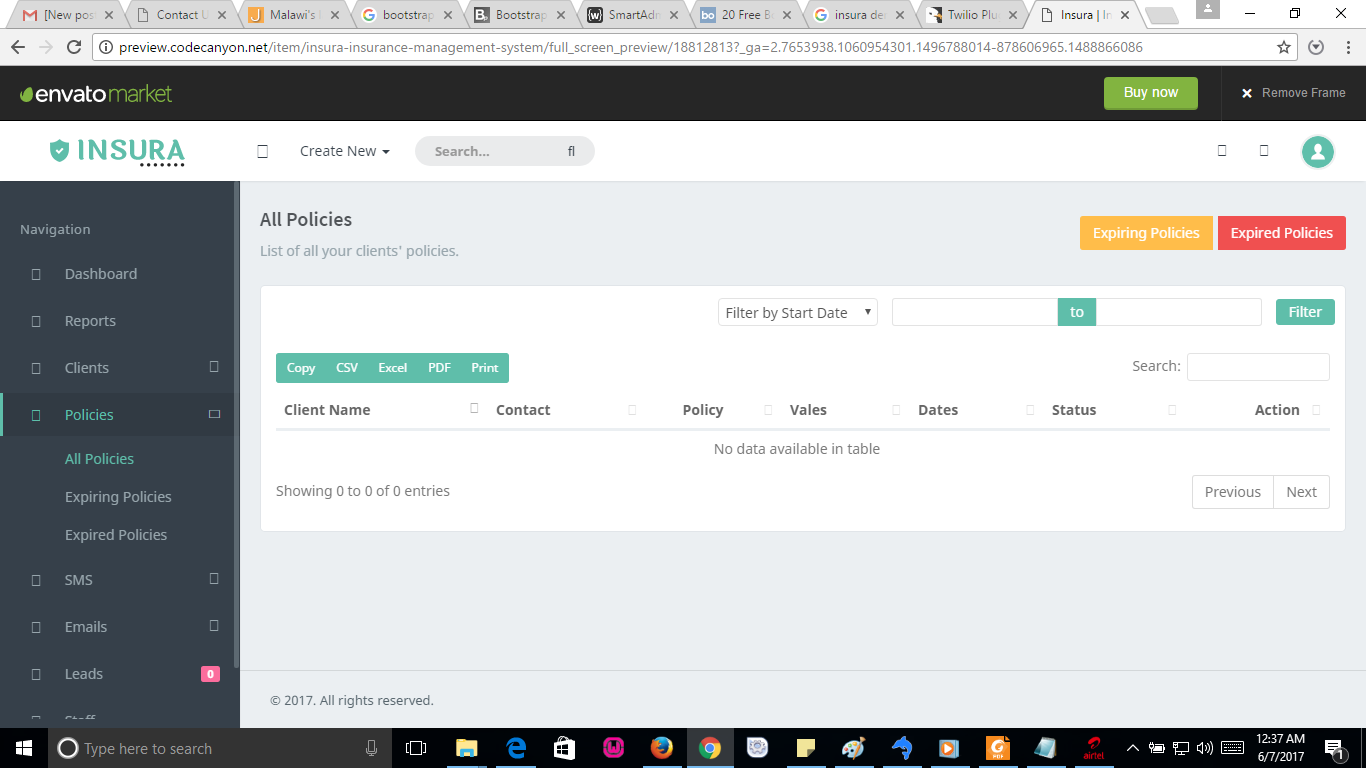 [New pos
Contact U
Malawi's
bootstrap
Bootstrap
SmartAdm
20 Free B
insura de
Twilio Plu
Insura | In
preview.codecanyon.net/item/insura-insurance-management-system/full_screen_preview/18812813?_ga=2.7653938.1060954301.1496788014-878606965.1488866086
envato market
Buy now
Remove Frame
INSURA
Create New
Search...
fl
Navigation
Dashboard
Reports
Clients
Policies
All Policies
Expiring Policies
Expired Policies
SMS
Emails
Leads
0
Staff
All Policies
List of all your clients' policies.
Expiring Policies
Expired Policies
Filter by Start Date
to
Filter
Copy CSV Excel PDF Print
Search:
Client Name Contact Policy Vales Dates Status Action
No data available in table
Showing 0 to 0 of 0 entries
Previous Next
© 2017. All rights reserved.
Type here to search
PDF
airtel
12:37 AM
6/7/2017
1